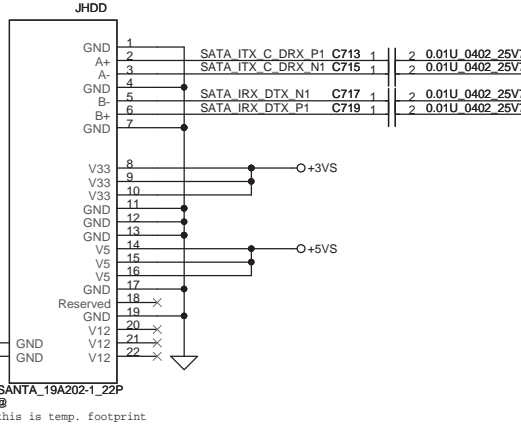 JHDD
GND 1
A+ 2 SATA_ITX_C_DRX_P1 C713 1 2 0.01U_0402_25V7
A- 3 SATA_ITX_C_DRX_N1 C715 1 2 0.01U_0402_25V7
GND 4
B- 5 SATA_IRX_DTX_N1 C717 1 2 0.01U_0402_25V7
B+ 6 SATA_IRX_DTX_P1 C719 1 2 0.01U_0402_25V7
GND 7
V33 8 +3VS
V33 9
V33 10
GND 11
GND 12
GND 13
V5 14 +5VS
V5 15
V5 16
GND 17
Reserved 18
GND 19
V12 20
GND V12 21
GND V12 22
SANTA_19A202-1_22P
@
this is temp. footprint